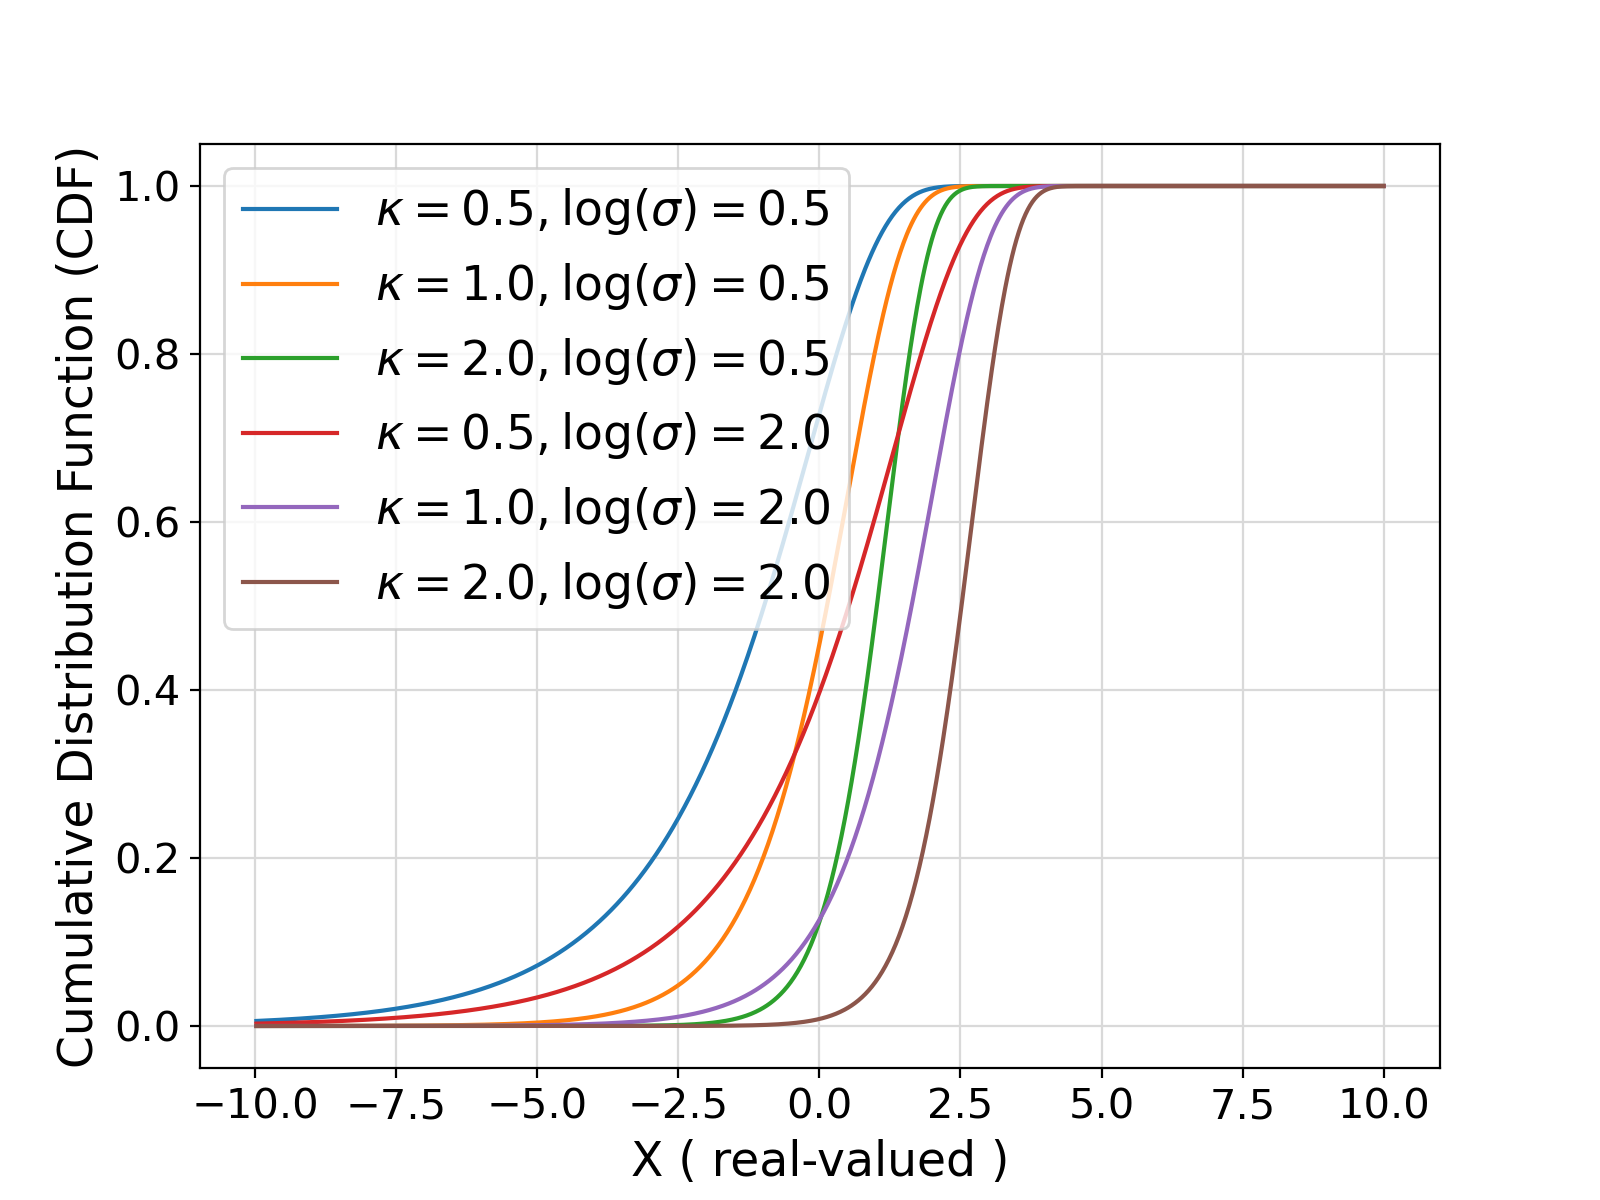 κ = 0.5, log(σ) = 0.5
κ = 1.0, log(σ) = 0.5
κ = 2.0, log(σ) = 0.5
κ = 0.5, log(σ) = 2.0
κ = 1.0, log(σ) = 2.0
κ = 2.0, log(σ) = 2.0
Cumulative Distribution Function (CDF)
1.0
0.8
0.6
0.4
0.2
0.0
−10.0 −7.5 −5.0 −2.5 0.0 2.5 5.0 7.5 10.0
X ( real-valued )